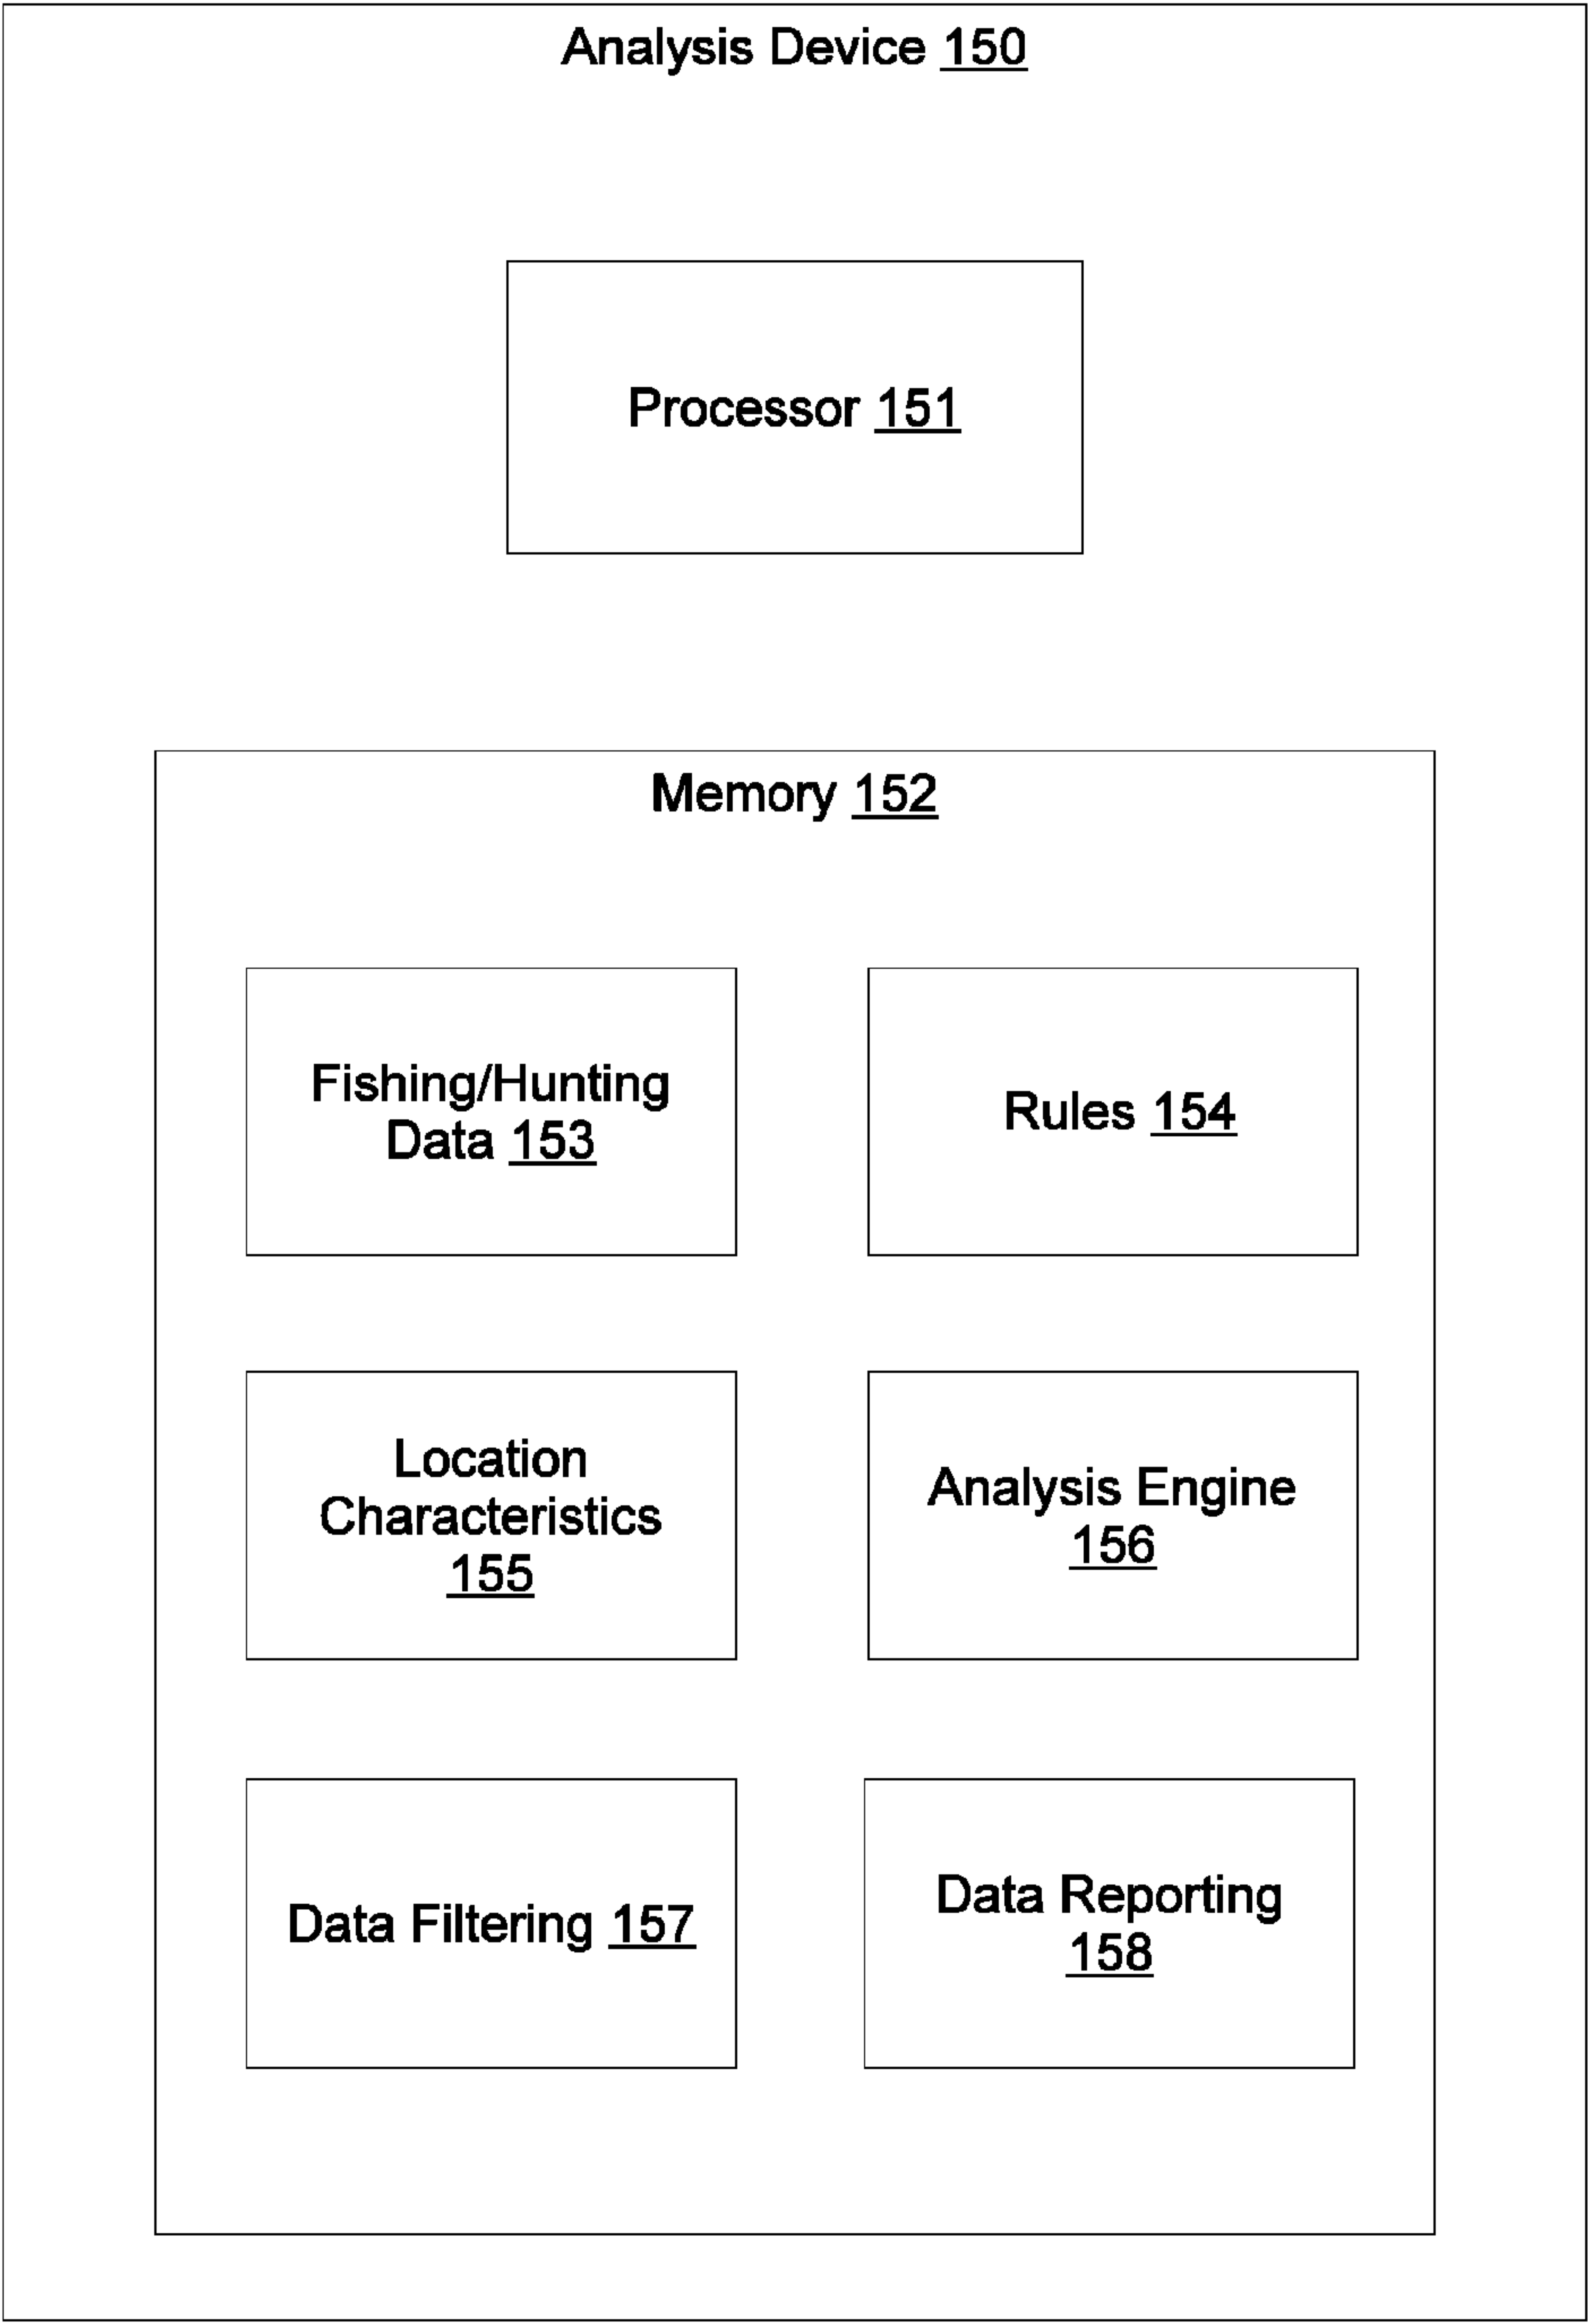 Analysis Device 150
Processor 151
Memory 152
Fishing/Hunting
Data 153
Rules 154
Location
Characteristics
155
Analysis Engine
156
Data Filtering 157
Data Reporting
158